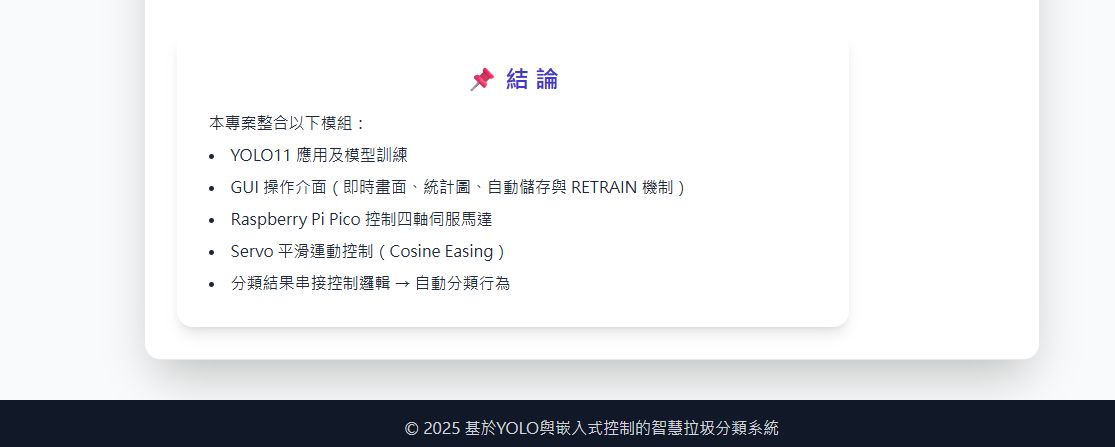 📌 結論
本專案整合以下模組：
• YOLO11 應用及模型訓練
• GUI 操作介面（即時畫面、統計圖、自動儲存與 RETRAIN 機制）
• Raspberry Pi Pico 控制四軸伺服馬達
• Servo 平滑運動控制（Cosine Easing）
• 分類結果串接控制邏輯 → 自動分類行為
© 2025 基於YOLO與嵌入式控制的智慧拉圾分類系統